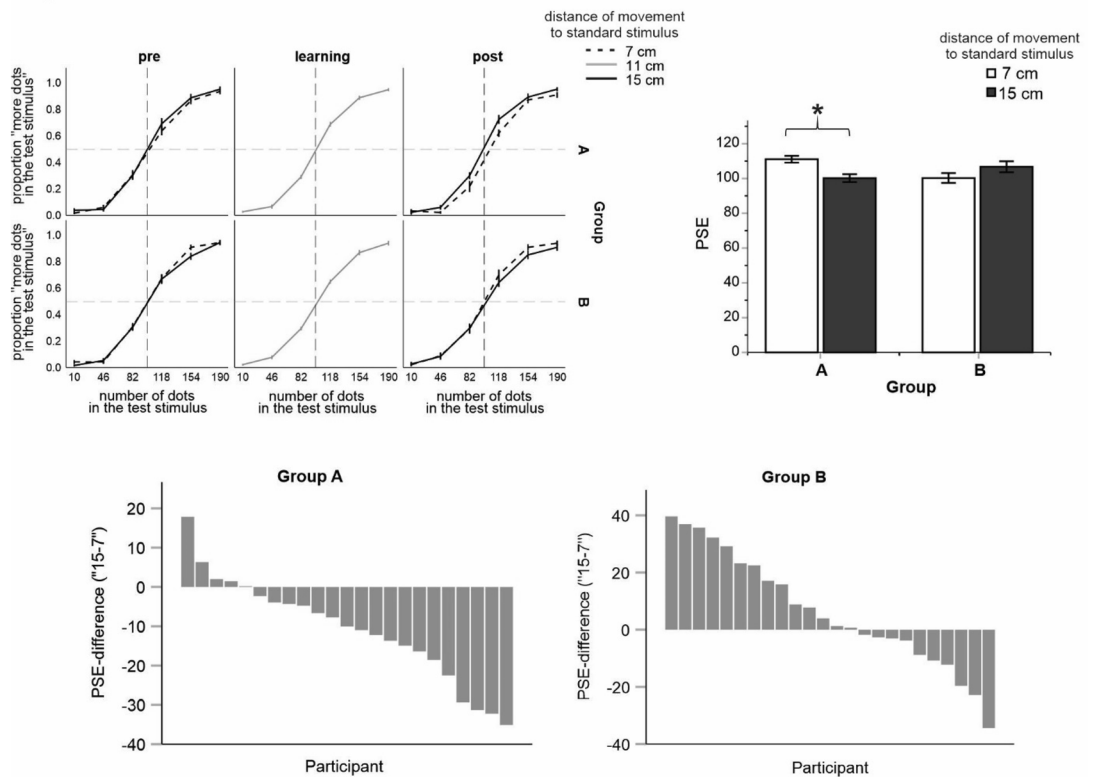 distance of movement
to standard stimulus
7 cm
11 cm
15 cm
pre
learning
post
proportion "more dots
in the test stimulus"
1.0
0.8
0.6
0.4
0.2
0.0
A
proportion "more dots
in the test stimulus"
1.0
0.8
0.6
0.4
0.2
0.0
B
Group
10 46 82 118 154 190
10 46 82 118 154 190
10 46 82 118 154 190
number of dots
in the test stimulus
number of dots
in the test stimulus
number of dots
in the test stimulus
distance of movement
to standard stimulus
7 cm
15 cm
*
PSE
120
100
80
60
40
20
0
A
B
Group
Group A
PSE-difference ("15-7")
20
10
0
-10
-20
-30
-40
Participant
Group B
PSE-difference ("15-7")
40
20
0
-20
-40
Participant